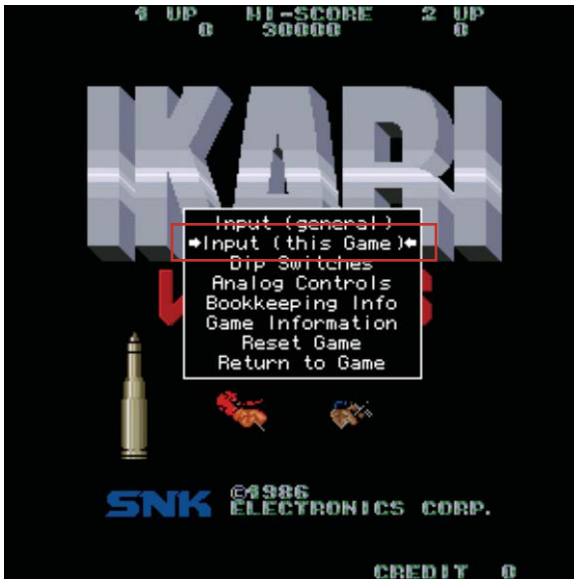 1 UP HI-SCORE 2 UP
0 30000 0
IKARI
Input (general)
Input (this Game)
Dip Switches
Analog Controls
Bookkeeping Info
Game Information
Reset Game
Return to Game
SNK ©1986
ELECTRONICS CORP.
CREDIT 0